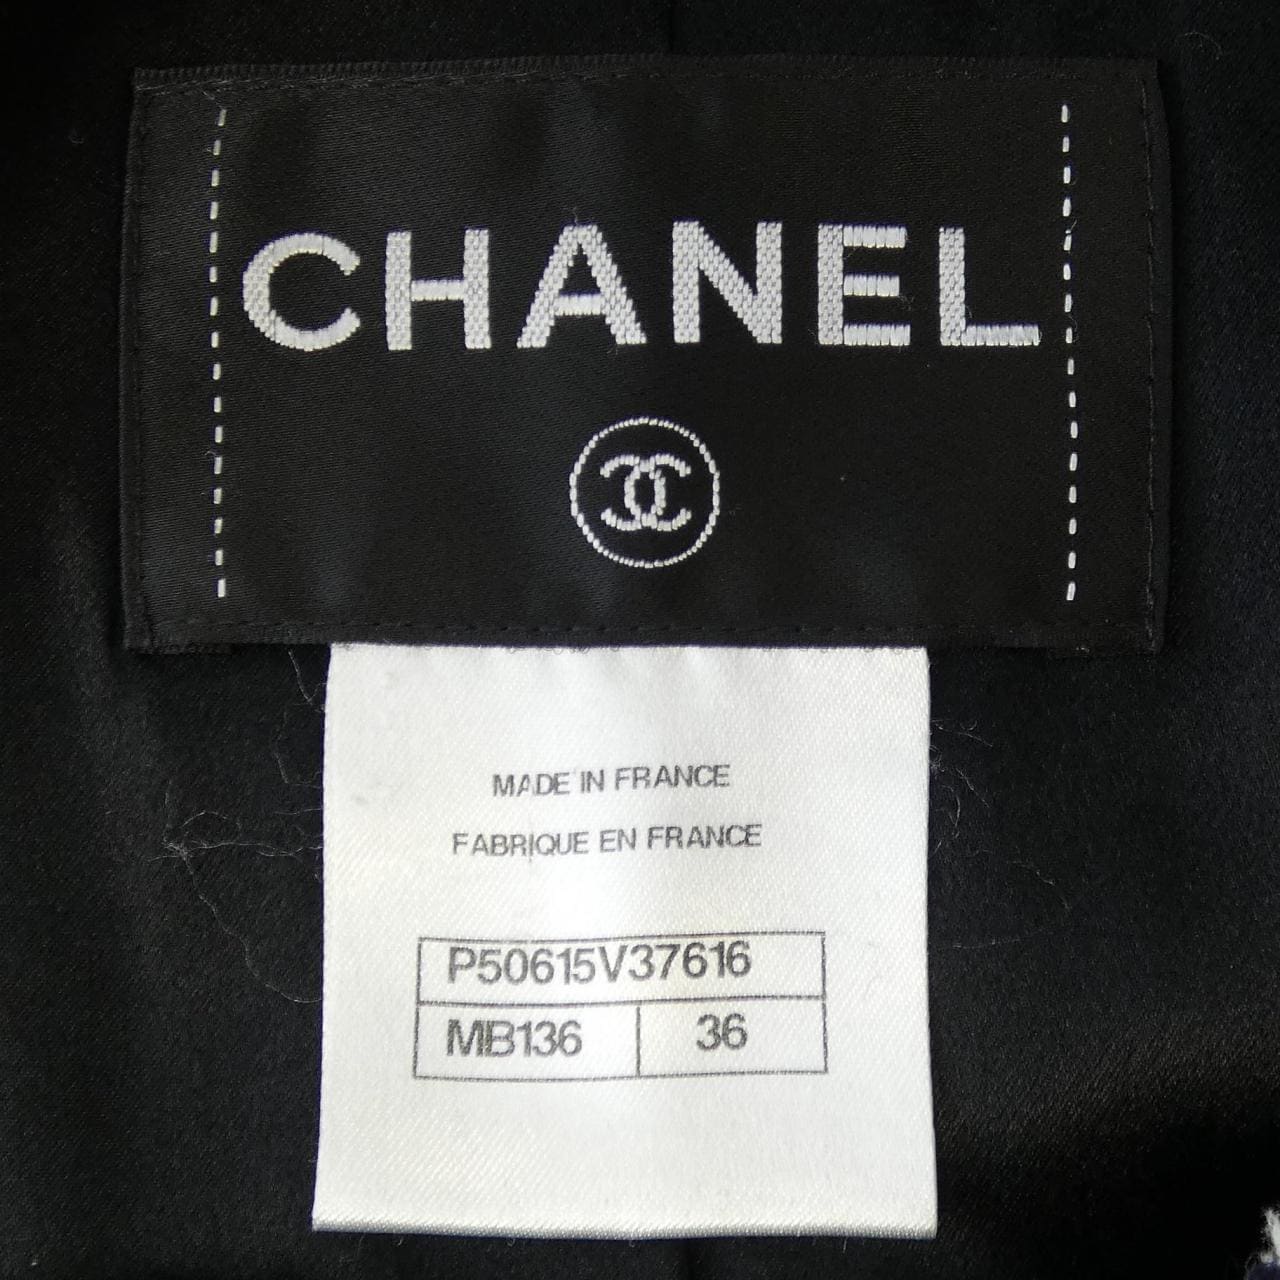 CHANEL
MADE IN FRANCE
FABRIQUE EN FRANCE
P50615V37616
MB136 36